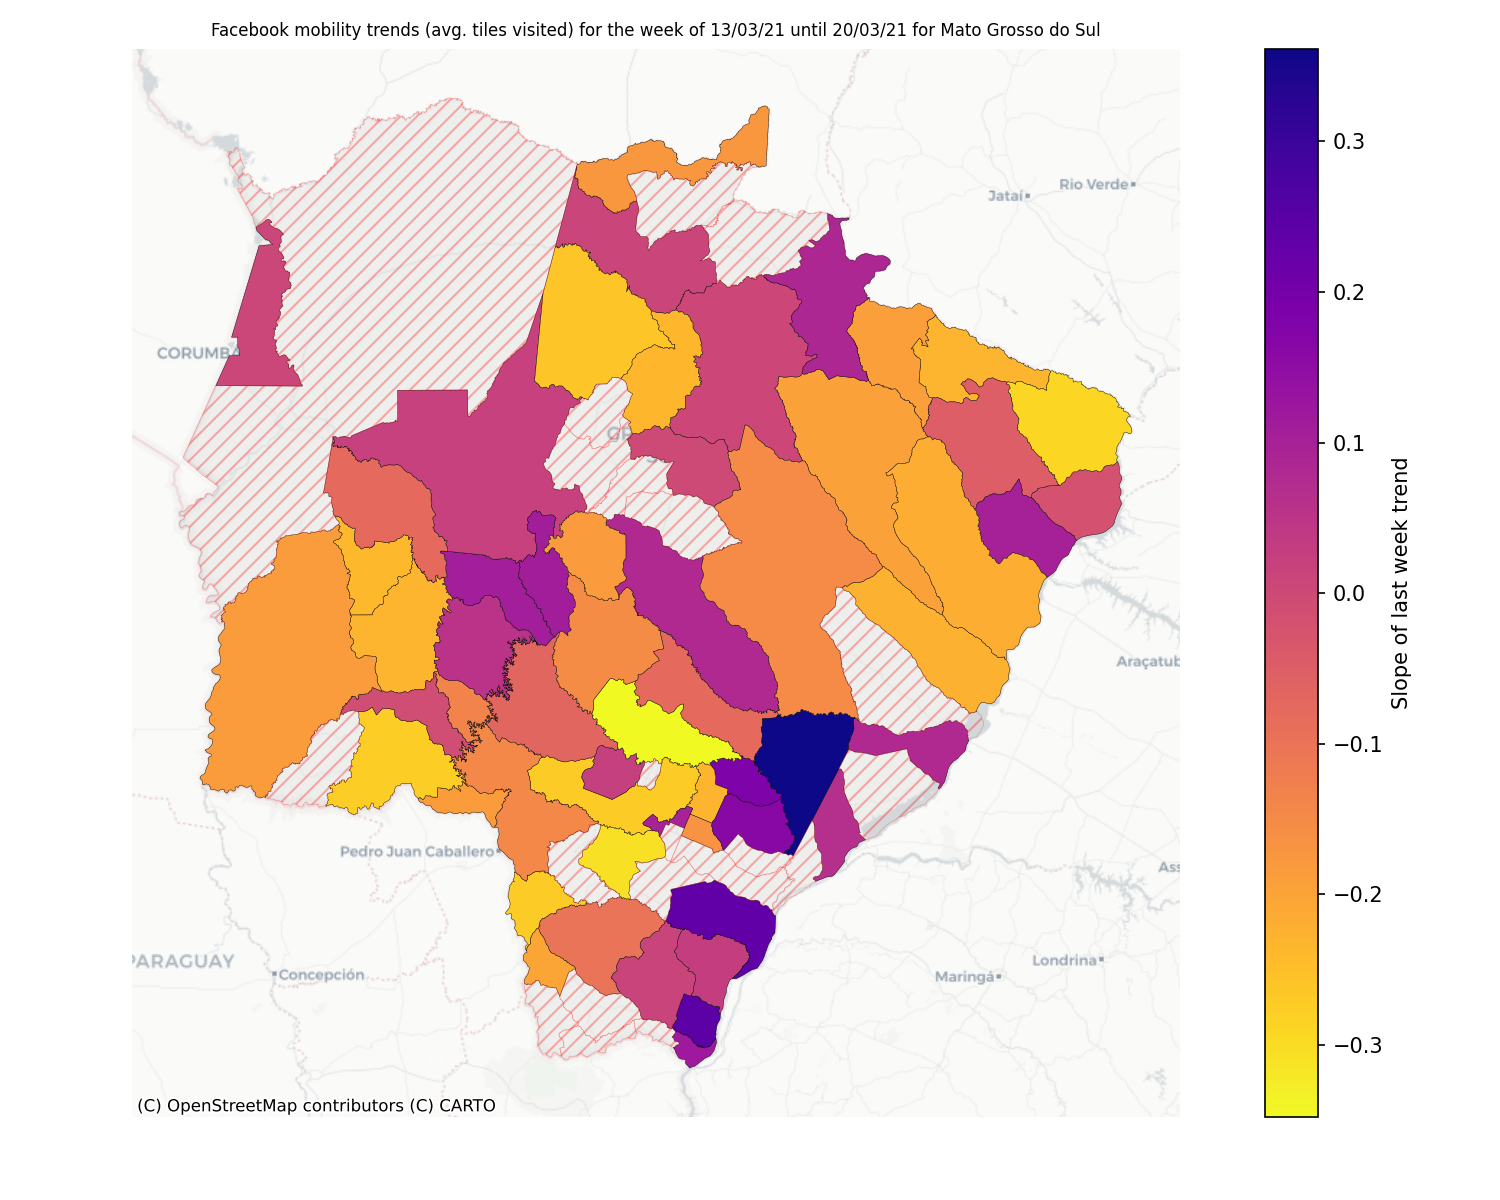 Facebook mobility trends (avg. tiles visited) for the week of 13/03/21 until 20/03/21 for Mato Grosso do Sul
Jataí
Rio Verde
CORUMBÁ
Araçatub
Pedro Juan Caballero
Ass
PARAGUAY
Concepción
Maringá
Londrina
(C) OpenStreetMap contributors (C) CARTO
0.3
0.2
0.1
0.0
−0.1
−0.2
−0.3
Slope of last week trend